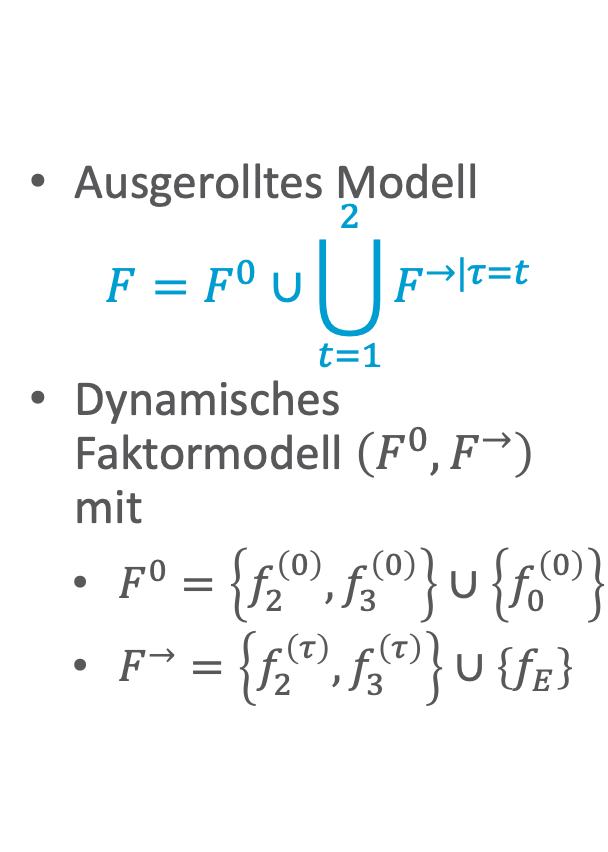 • Ausgerolltes Modell
F = F⁰ ∪ ⋃_{t=1}^{2} F^{→|τ=t}
• Dynamisches
Faktormodell (F⁰, F^→)
mit
• F⁰ = {f₂^{(0)}, f₃^{(0)}} ∪ {f₀^{(0)}}
• F^→ = {f₂^{(τ)}, f₃^{(τ)}} ∪ {f_E}